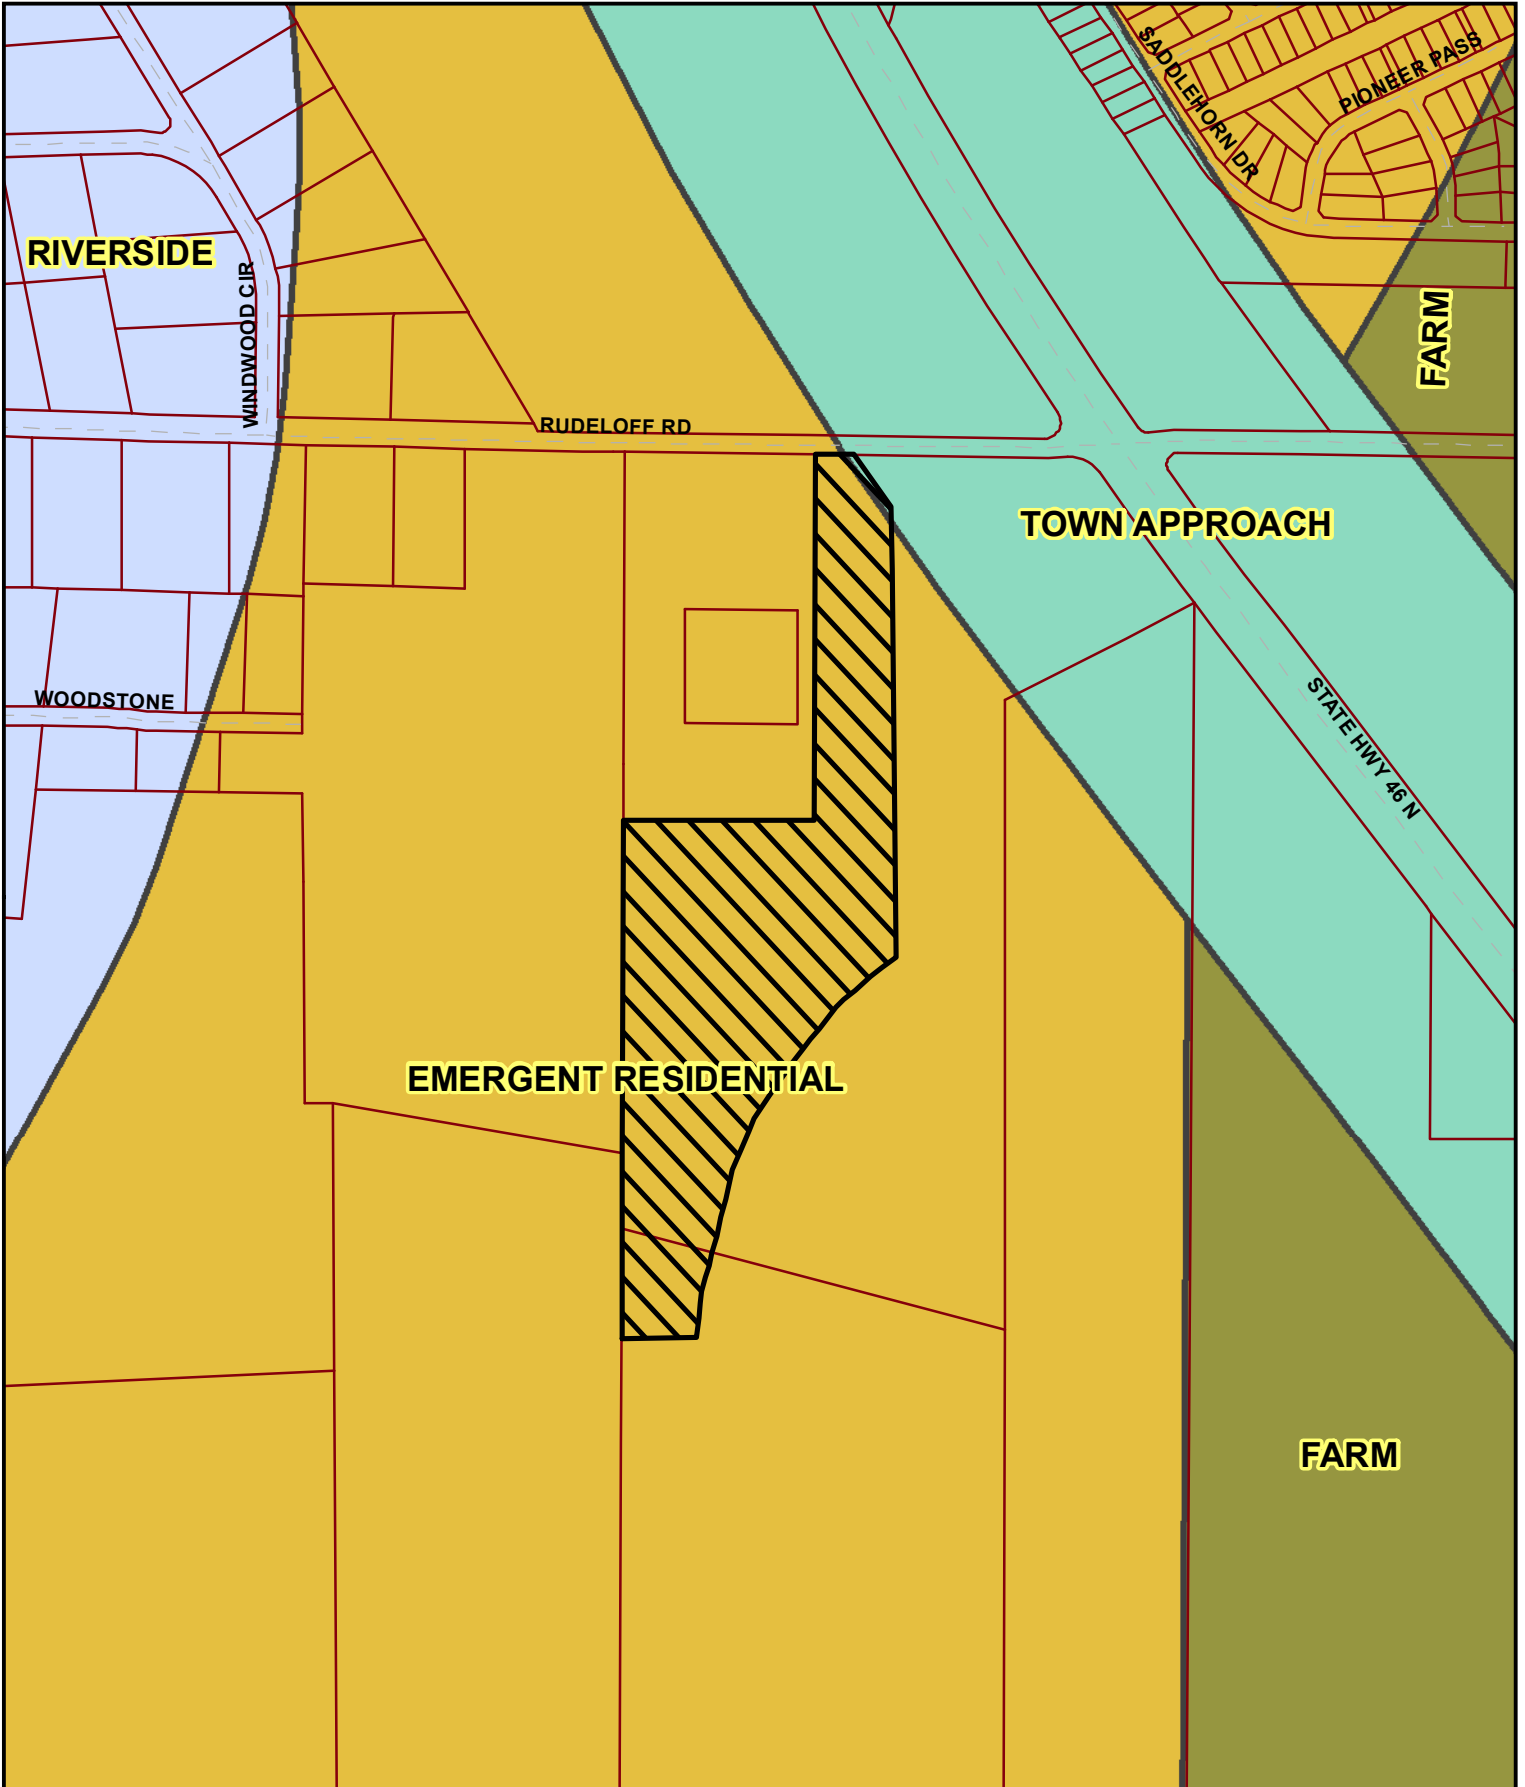 SADDLEHORN DR
PIONEER PASS
RIVERSIDE
WINDWOOD CIR
FARM
RUDELOFF RD
TOWN APPROACH
WOODSTONE
STATE HWY 46 N
EMERGENT RESIDENTIAL
FARM